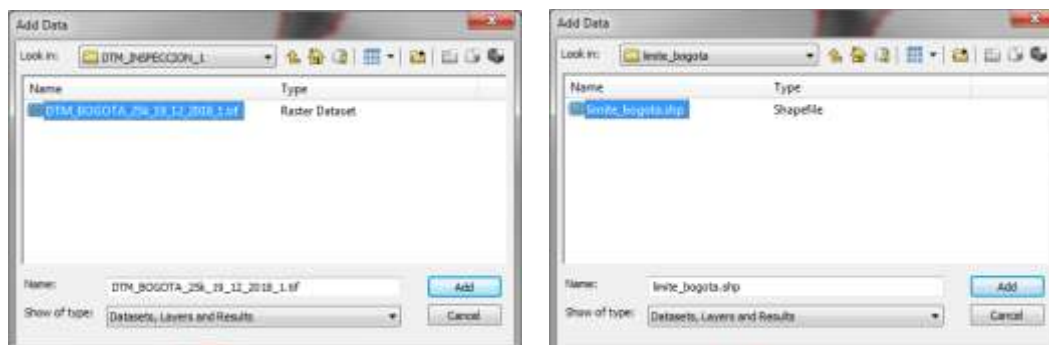 Add Data
Look in: DTM_INSPECCION_1
Name Type
DTM_BOGOTA_25k_19_12_2018_1.tif Raster Dataset
Name: DTM_BOGOTA_25k_19_12_2018_1.tif Add
Show of type: Datasets, Layers and Results Cancel
Add Data
Look in: limite_bogota
Name Type
limite_bogota.shp Shapefile
Name: limite_bogota.shp Add
Show of type: Datasets, Layers and Results Cancel